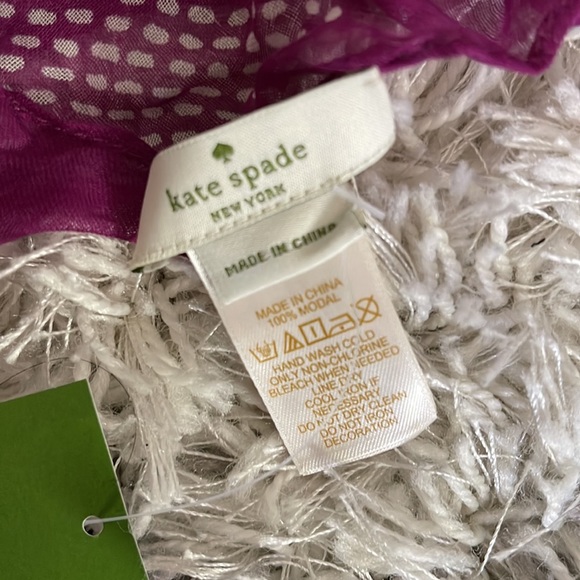 kate spade
NEW YORK
MADE IN CHINA
MADE IN CHINA
100% MODAL
HAND WASH COLD
ONLY NON-CHLORINE
BLEACH WHEN NEEDED
LINE DRY
COOL IRON IF
NECESSARY
DO NOT DRY CLEAN
DO NOT IRON
DECORATION